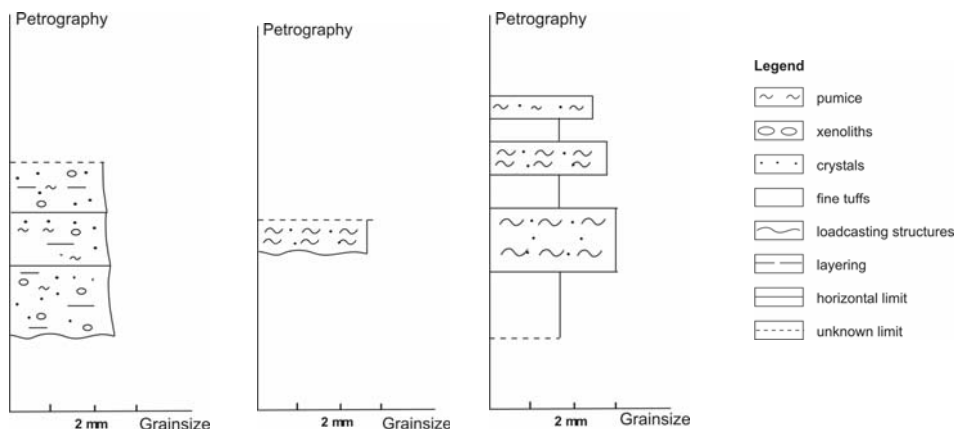 Petrography
2 mm Grainsize
Petrography
2 mm Grainsize
Petrography
2 mm Grainsize
Legend
pumice
xenoliths
crystals
fine tuffs
loadcasting structures
layering
horizontal limit
unknown limit